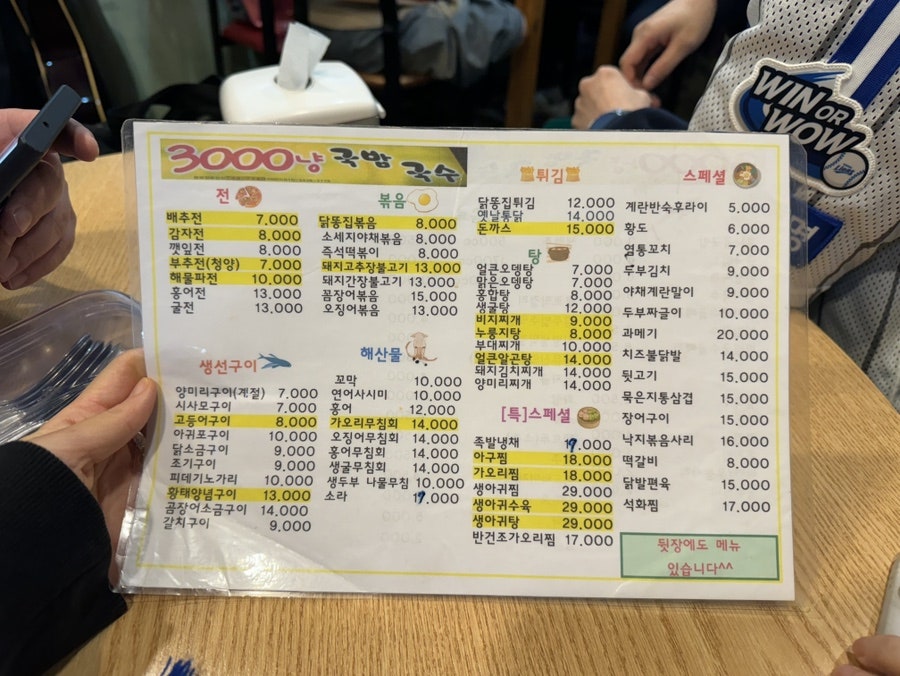 3000냥 국밥 국수
전
배추전 7,000
감자전 8,000
깻잎전 8,000
부추전(청양) 7,000
해물파전 10,000
홍어전 13,000
굴전 13,000
볶음
닭똥집볶음 8,000
소세지야채볶음 8,000
즉석떡볶이 8,000
돼지고추장불고기 13,000
돼지간장불고기 13,000
꼼장어볶음 15,000
오징어볶음 13,000
생선구이
양미리구이(계절) 7,000
시사모구이 7,000
고등어구이 8,000
아귀포구이 10,000
닭소금구이 9,000
조기구이 9,000
피데기노가리 10,000
황태양념구이 13,000
곰장어소금구이 14,000
갈치구이 9,000
해산물
꼬막 10,000
연어사시미 10,000
홍어 12,000
가오리무침회 14,000
오징어무침회 14,000
홍어무침회 14,000
생굴무침회 14,000
생두부 나물무침 10,000
소라
튀김
닭똥집튀김 12,000
옛날통닭 14,000
돈까스 15,000
탕
얼큰오뎅탕 7,000
맑은오뎅탕 7,000
홍합탕 8,000
생굴탕 12,000
비지찌개 9,000
누룽지탕 8,000
부대찌개 10,000
얼큰알곤탕 14,000
돼지김치찌개 14,000
양미리찌개 14,000
[특]스페셜
족발냉채
아구찜 18,000
가오리찜 18,000
생아귀찜 29,000
생아귀수육 29,000
생아귀탕 29,000
반건조가오리찜 17,000
스페셜
계란반숙후라이 5,000
황도 6,000
염통꼬치 7,000
두부김치 9,000
야채계란말이 9,000
두부짜글이 10,000
과메기 20,000
치즈불닭발 14,000
뒷고기 15,000
묵은지통삼겹 15,000
장어구이 15,000
낙지볶음사리 16,000
떡갈비 8,000
닭발편육 15,000
석화찜 17,000
뒷장에도 메뉴
있습니다^^
WIN OR
WOW